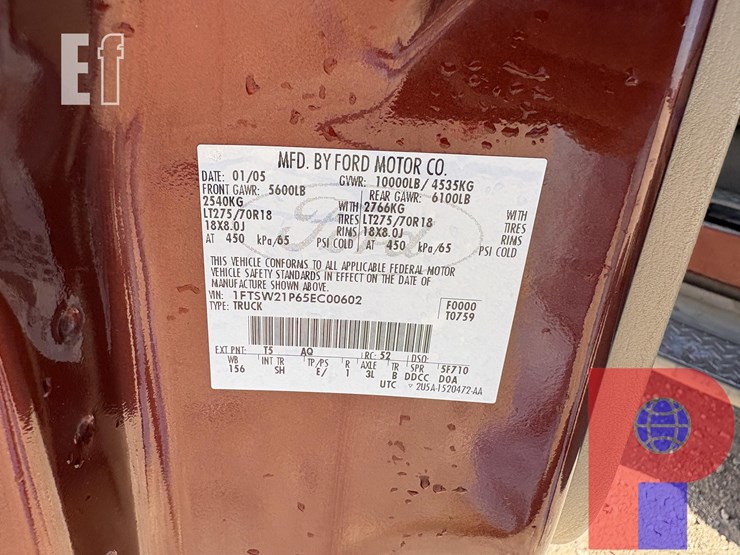 Ef
MFD. BY FORD MOTOR CO.
DATE: 01/05 GVWR: 10000LB/ 4535KG
FRONT GAWR: 5600LB REAR GAWR: 6100LB
2540KG WITH 2766KG WITH
LT275/70R18 TIRES LT275/70R18 TIRES
18X8.0J RIMS 18X8.0J RIMS
AT 450 kPa/65 PSI COLD AT 450 kPa/65 PSI COLD
Ford
THIS VEHICLE CONFORMS TO ALL APPLICABLE FEDERAL MOTOR
VEHICLE SAFETY STANDARDS IN EFFECT ON THE DATE OF
MANUFACTURE SHOWN ABOVE.
VIN: 1FTSW21P65EC00602 F0000
TYPE: TRUCK T0759
EXT PNT: T5 AQ RC: 52 DSO:
WB INT TR TP/PS R AXLE TR SPR 5F710
156 SH E/ 1 3L B DDCC D0A
UTC ▽ 2U5A-1520472-AA